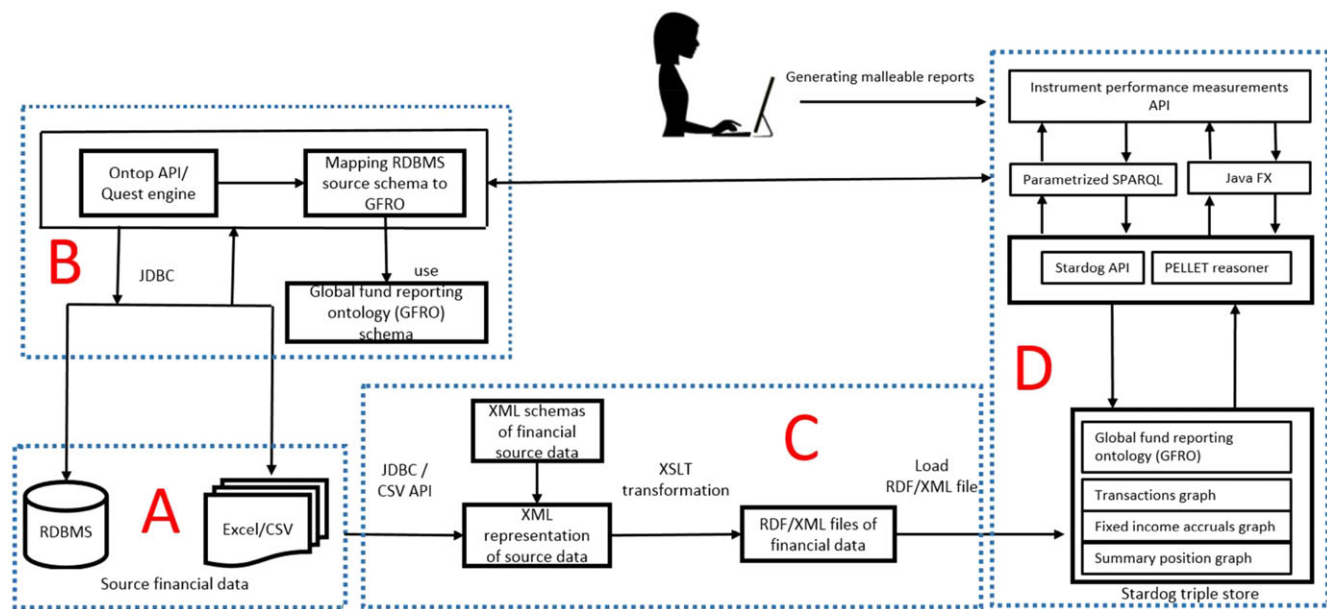 Generating malleable reports
Instrument performance measurements
API
Parametrized SPARQL
Java FX
Stardog API
PELLET reasoner
D
Global fund reporting
ontology (GFRO)
Transactions graph
Fixed income accruals graph
Summary position graph
Stardog triple store
Ontop API/
Quest engine
Mapping RDBMS
source schema to
GFRO
B
JDBC
use
Global fund reporting
ontology (GFRO)
schema
A
RDBMS
Excel/CSV
Source financial data
C
JDBC /
CSV API
XML schemas
of financial
source data
XML
representation
of source data
XSLT
transformation
RDF/XML files of
financial data
Load
RDF/XML file